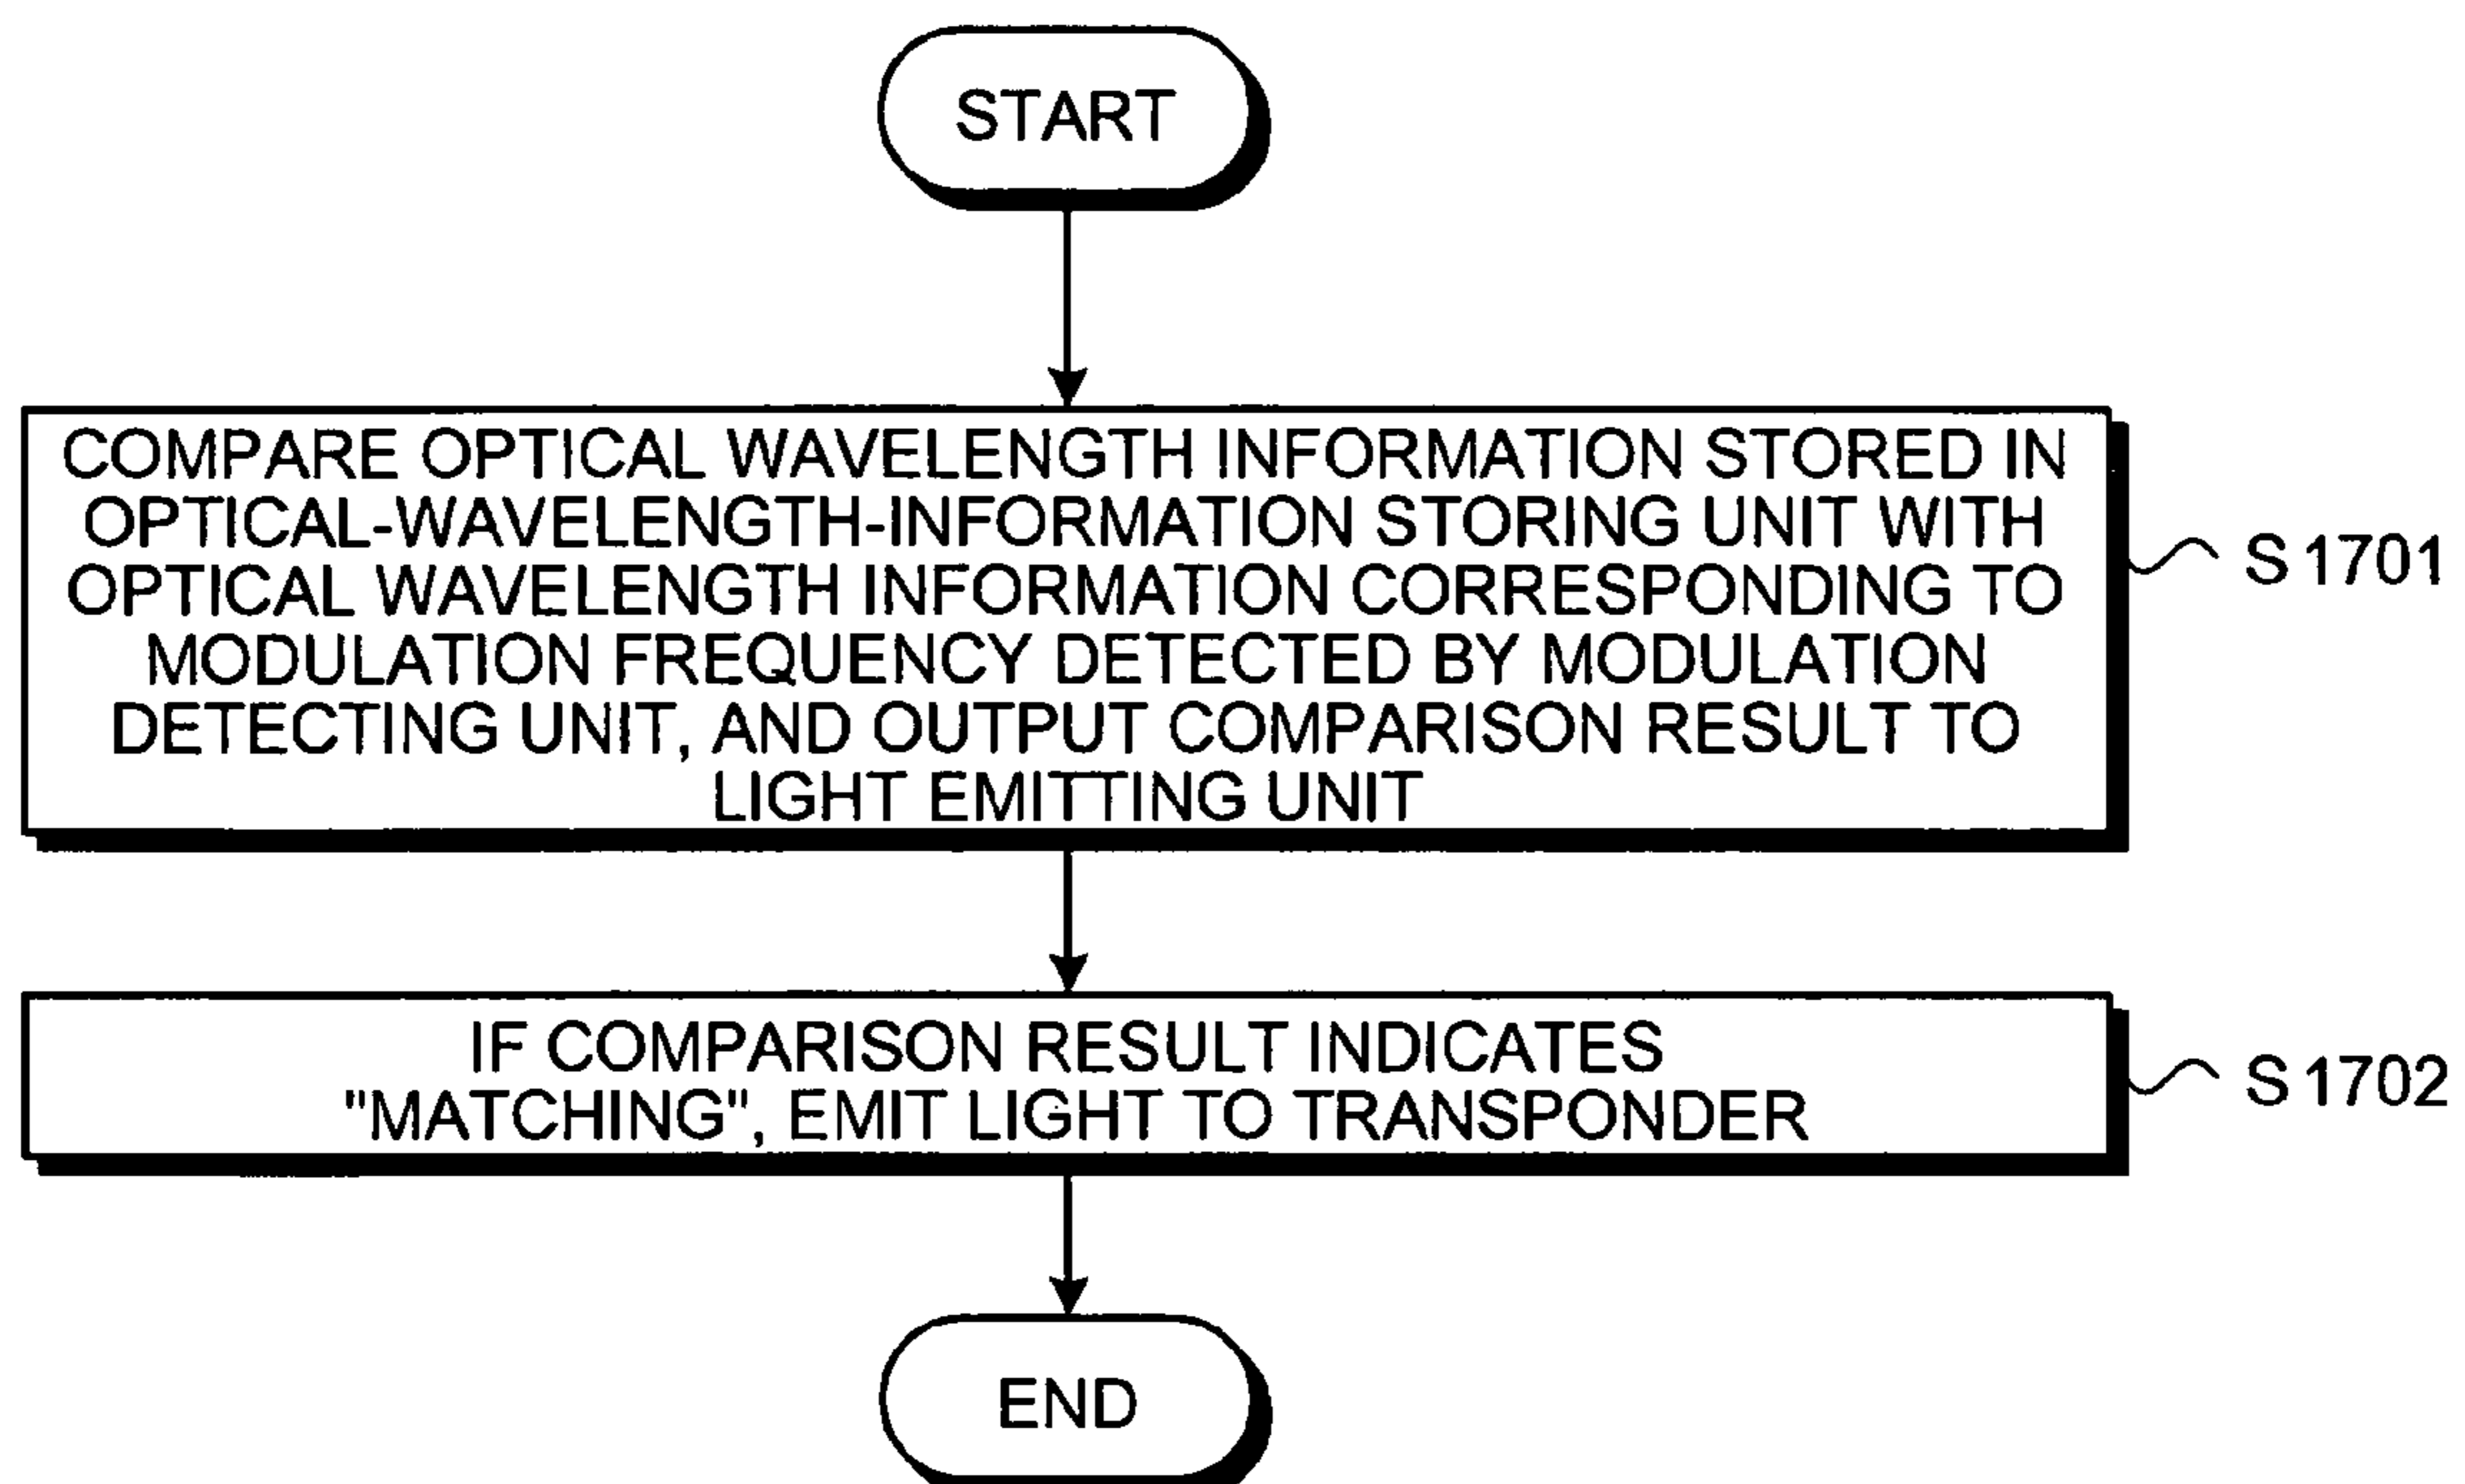 START
COMPARE OPTICAL WAVELENGTH INFORMATION STORED IN
OPTICAL-WAVELENGTH-INFORMATION STORING UNIT WITH
OPTICAL WAVELENGTH INFORMATION CORRESPONDING TO
MODULATION FREQUENCY DETECTED BY MODULATION
DETECTING UNIT, AND OUTPUT COMPARISON RESULT TO
LIGHT EMITTING UNIT
S1701
IF COMPARISON RESULT INDICATES
"MATCHING", EMIT LIGHT TO TRANSPONDER
S1702
END